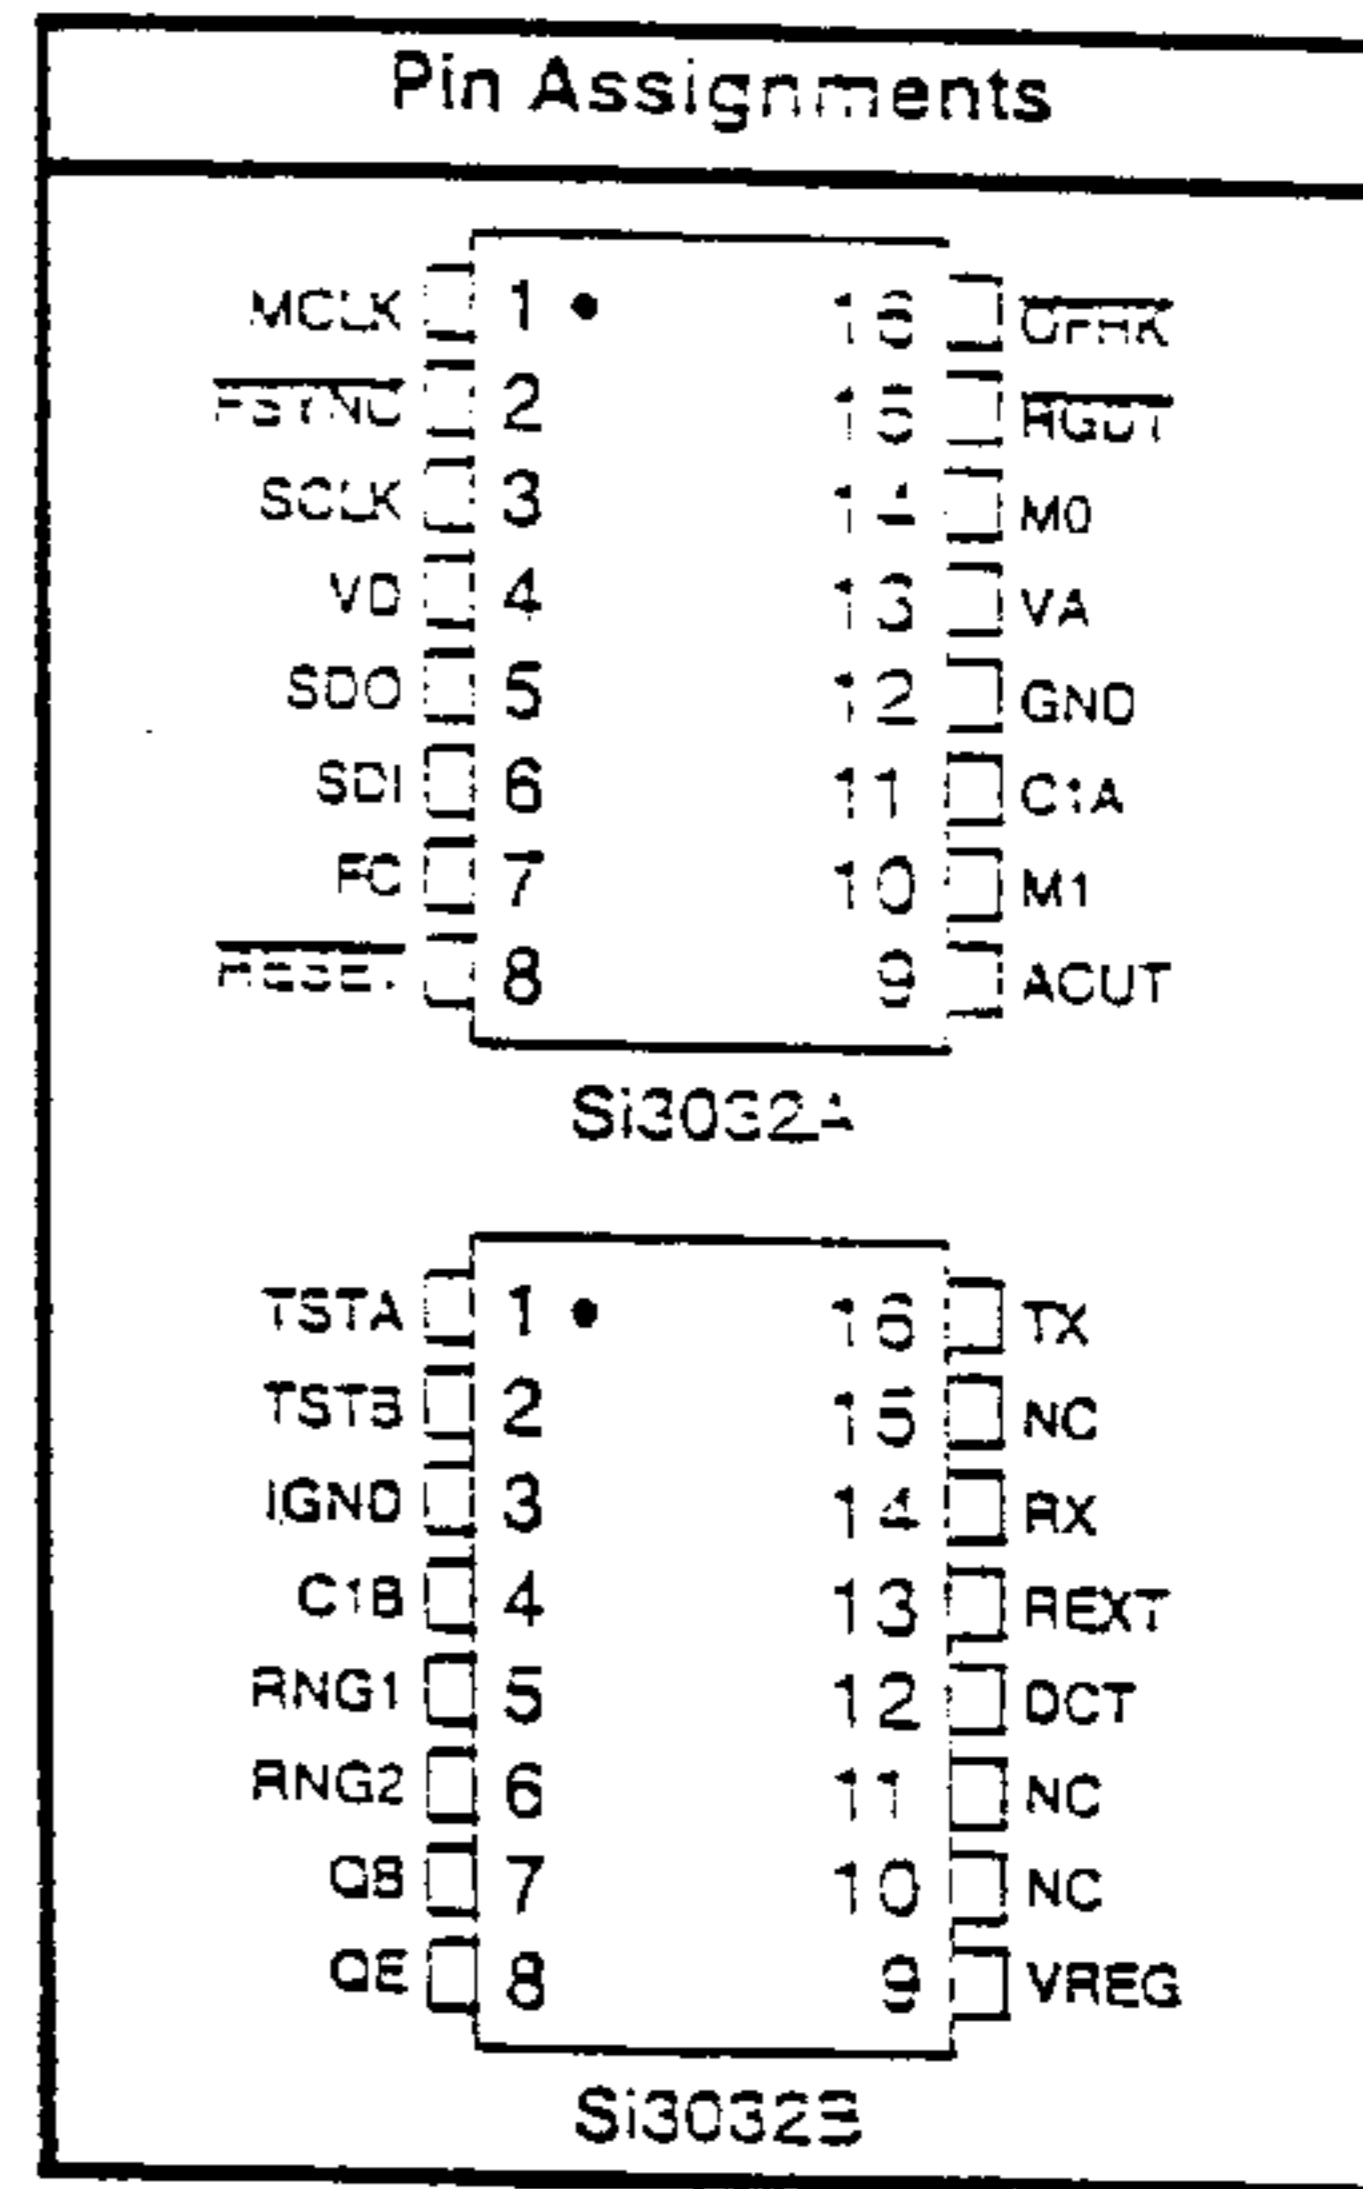 Pin Assignments
MCLK 1 16 OFHK
FSYNC 2 15 RGDT
SCLK 3 14 M0
VD 4 13 VA
SDO 5 12 GND
SDI 6 11 C1A
FC 7 10 M1
RESET 8 9 AOUT
Si3032A
TSTA 1 16 TX
TSTB 2 15 NC
IGND 3 14 RX
C1B 4 13 REXT
RNG1 5 12 DCT
RNG2 6 11 NC
QB 7 10 NC
QE 8 9 VREG
Si3032B